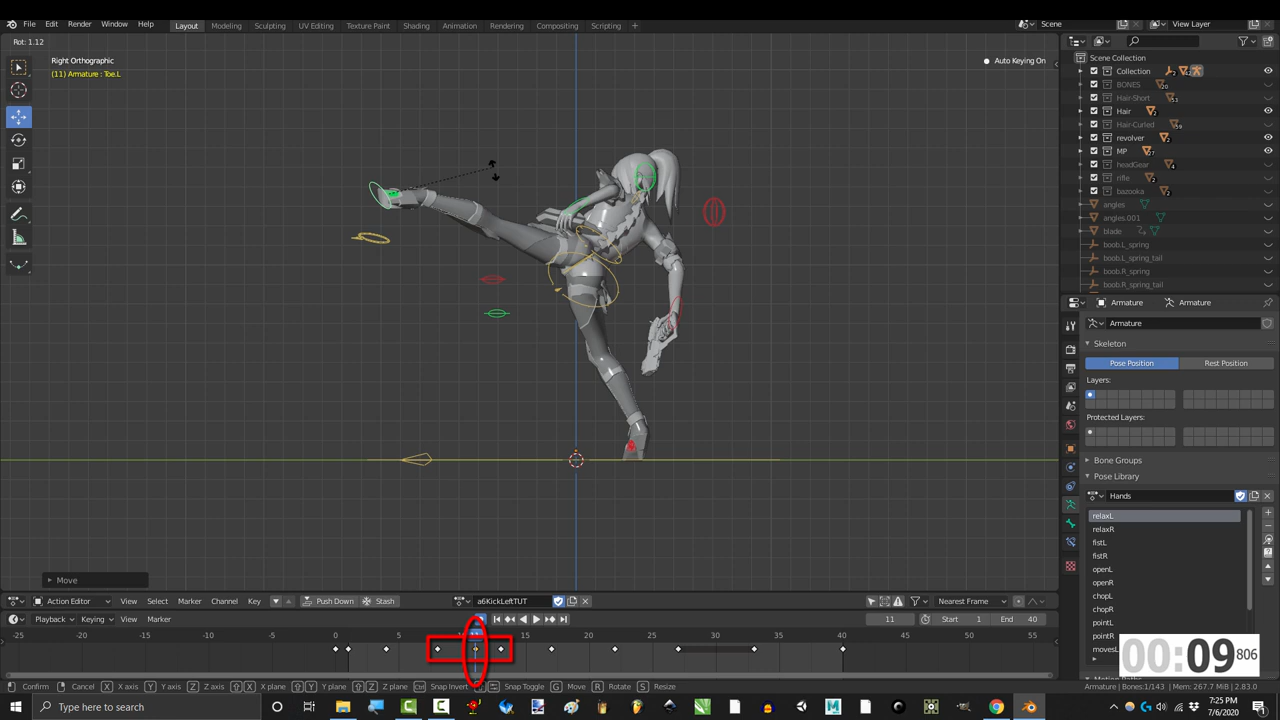 File Edit Render Window Help Layout Modeling Sculpting UV Editing Texture Paint Shading Animation Rendering Compositing Scripting + Scene View Layer
Rot: 1.12
Right Orthographic
(11) Armature : Toe.L
Auto Keying On
Scene Collection
Collection
BONES
Hair-Short
Hair
Hair-Curled
revolver
MP
headGear
rifle
bazooka
angles
angles.001
blade
boob.L_spring
boob.L_spring_tail
boob.R_spring
boob.R_spring_tail
Armature Armature
Armature
Skeleton
Pose Position Rest Position
Layers:
Protected Layers:
Bone Groups
Pose Library
Hands
relaxL
relaxR
fistL
fistR
openL
openR
chopL
chopR
pointL
pointR
movesL
Move
Action Editor View Select Marker Channel Key Push Down Stash a6KickLeftTUT Nearest Frame
Playback Keying View Marker 11 Start 1 End 40
-25 -20 -15 -10 -5 0 5 11 15 20 25 30 35 40 45 50 55
00:09 806
Confirm Cancel X axis Y axis Z axis X plane Y plane Z plane Snap Invert Snap Toggle Move Rotate Resize Armature | Bones:1/143 | Mem: 267.7 MiB | 2.83.0
Type here to search
7:25 PM
7/6/2020